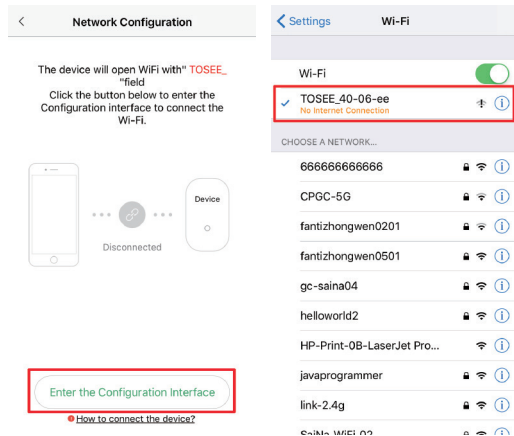 Network Configuration
The device will open WiFi with" TOSEE_
"field
Click the button below to enter the
Configuration interface to connect the
Wi-Fi.
Device
Disconnected
Enter the Configuration Interface
How to connect the device?
Settings
Wi-Fi
Wi-Fi
TOSEE_40-06-ee
No Internet Connection
CHOOSE A NETWORK...
666666666666
CPGC-5G
fantizhongwen0201
fantizhongwen0501
gc-saina04
helloworld2
HP-Print-0B-LaserJet Pro...
javaprogrammer
link-2.4g
SaiNa-WiFi-02